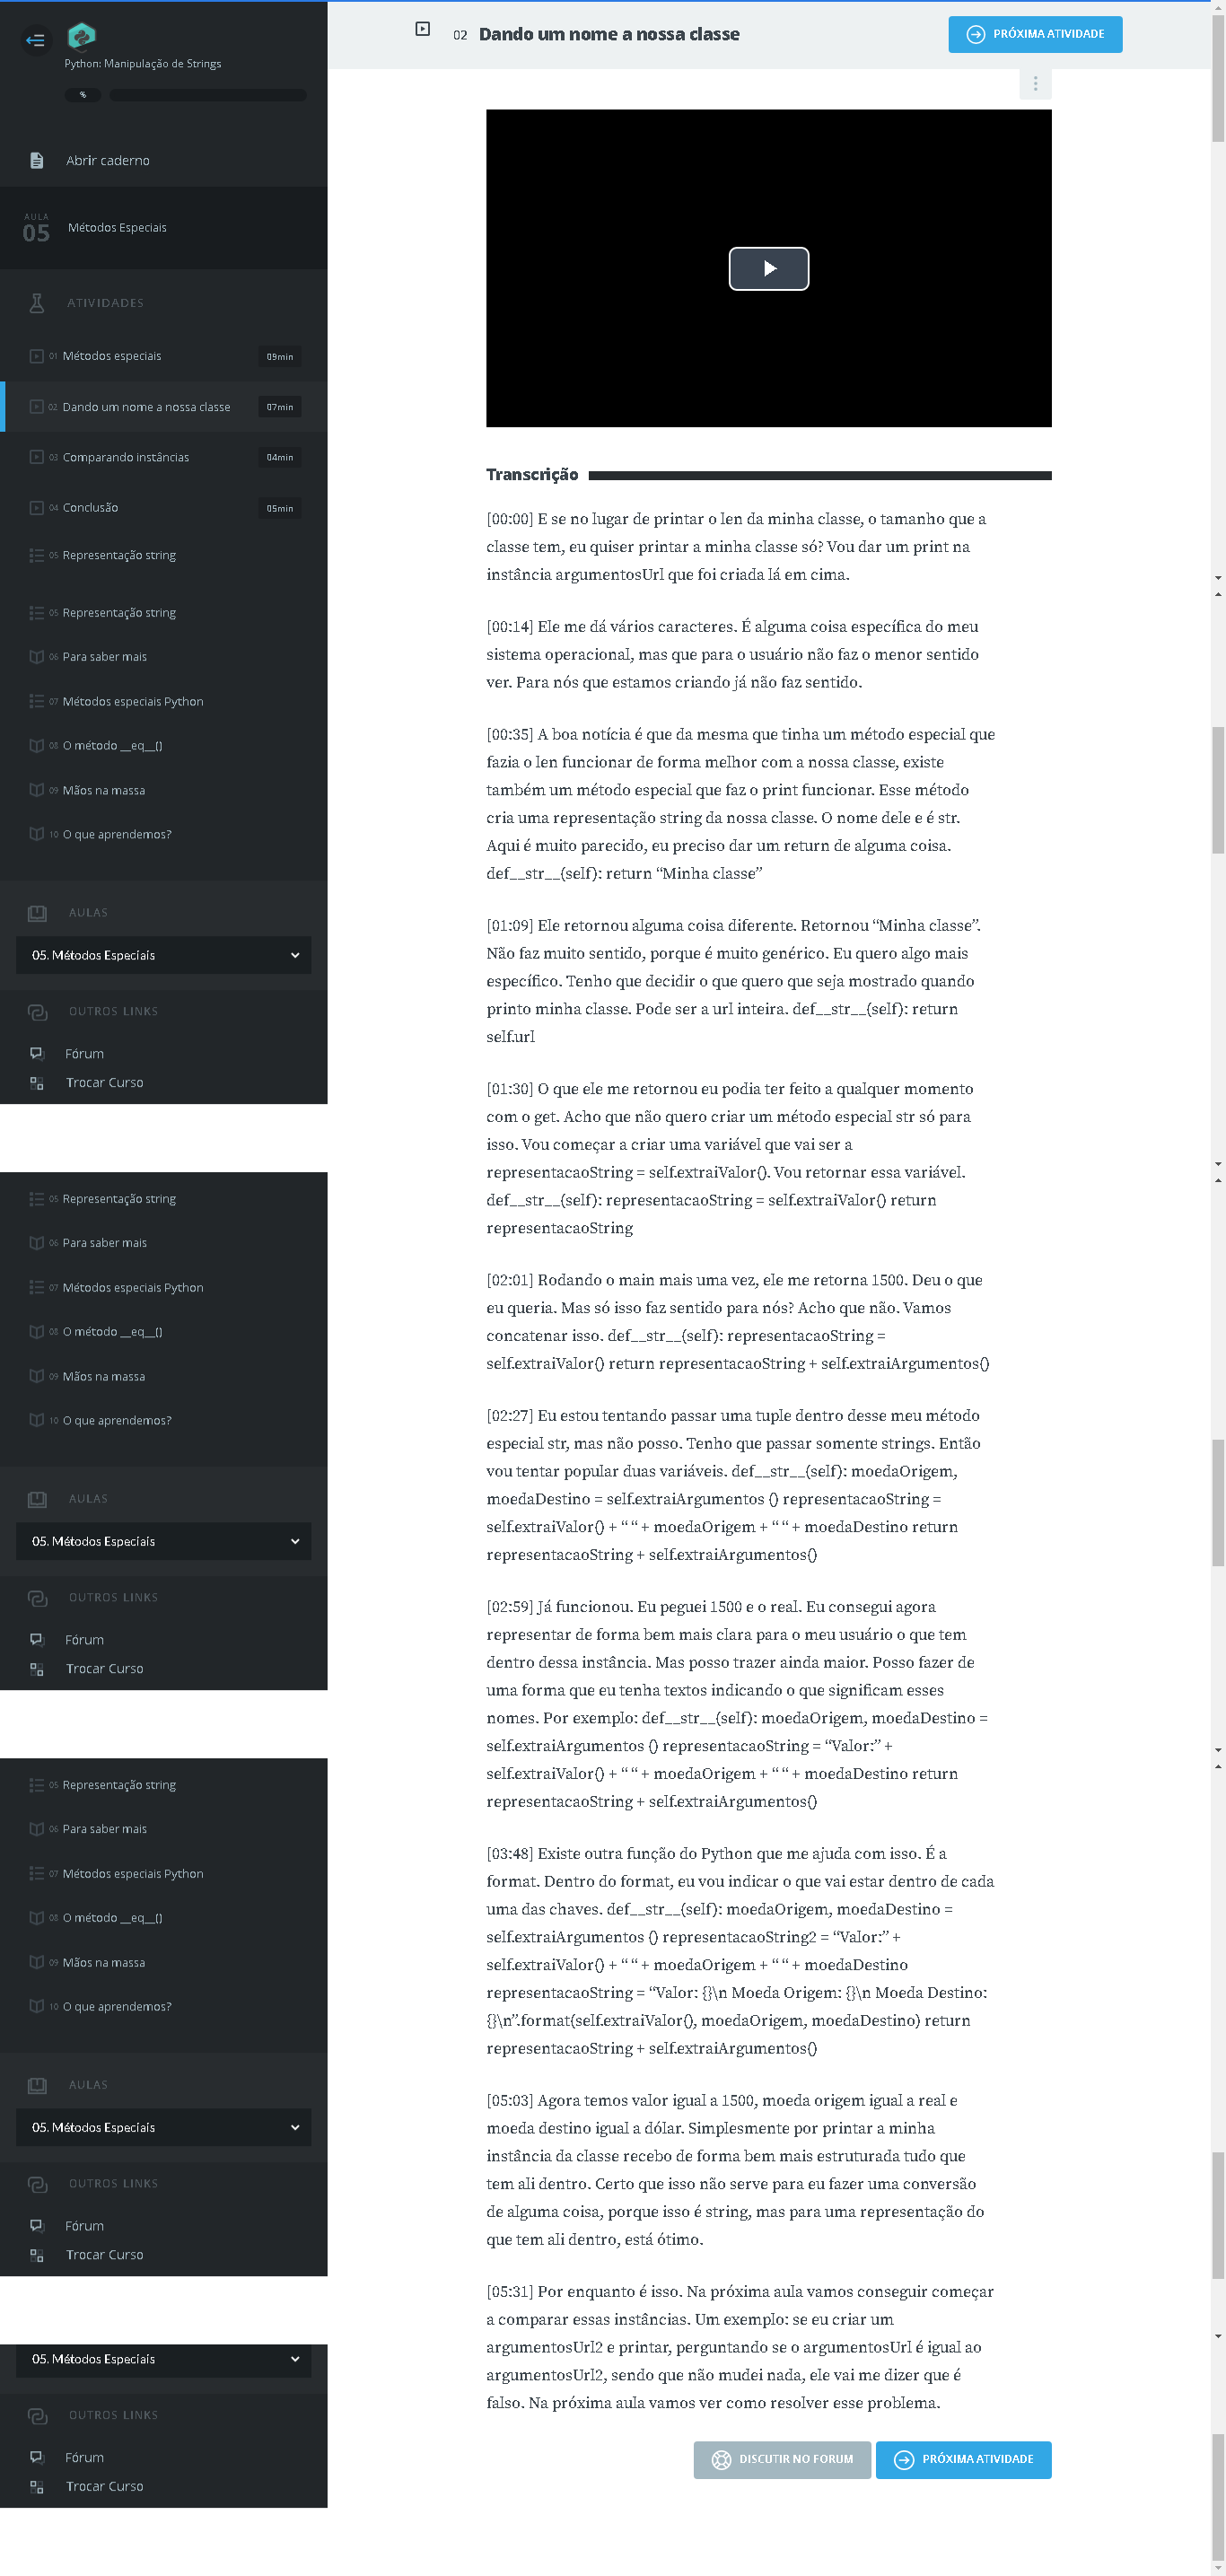 Python: Manipulação de Strings
%
Abrir caderno
AULA
05
Métodos Especiais
ATIVIDADES
01 Métodos especiais 09min
02 Dando um nome a nossa classe 07min
03 Comparando instâncias 04min
04 Conclusão 05min
05 Representação string
05 Representação string
06 Para saber mais
07 Métodos especiais Python
08 O método __eq__()
09 Mãos na massa
10 O que aprendemos?
AULAS
05. Métodos Especiais
OUTROS LINKS
Fórum
Trocar Curso
05 Representação string
06 Para saber mais
07 Métodos especiais Python
08 O método __eq__()
09 Mãos na massa
10 O que aprendemos?
AULAS
05. Métodos Especiais
OUTROS LINKS
Fórum
Trocar Curso
05 Representação string
06 Para saber mais
07 Métodos especiais Python
08 O método __eq__()
09 Mãos na massa
10 O que aprendemos?
AULAS
05. Métodos Especiais
OUTROS LINKS
Fórum
Trocar Curso
05. Métodos Especiais
OUTROS LINKS
Fórum
Trocar Curso
02 Dando um nome a nossa classe
PRÓXIMA ATIVIDADE
Transcrição
[00:00] E se no lugar de printar o len da minha classe, o tamanho que a
classe tem, eu quiser printar a minha classe só? Vou dar um print na
instância argumentosUrl que foi criada lá em cima.
[00:14] Ele me dá vários caracteres. É alguma coisa específica do meu
sistema operacional, mas que para o usuário não faz o menor sentido
ver. Para nós que estamos criando já não faz sentido.
[00:35] A boa notícia é que da mesma que tinha um método especial que
fazia o len funcionar de forma melhor com a nossa classe, existe
também um método especial que faz o print funcionar. Esse método
cria uma representação string da nossa classe. O nome dele e é str.
Aqui é muito parecido, eu preciso dar um return de alguma coisa.
def__str__(self): return “Minha classe”
[01:09] Ele retornou alguma coisa diferente. Retornou “Minha classe”.
Não faz muito sentido, porque é muito genérico. Eu quero algo mais
específico. Tenho que decidir o que quero que seja mostrado quando
printo minha classe. Pode ser a url inteira. def__str__(self): return
self.url
[01:30] O que ele me retornou eu podia ter feito a qualquer momento
com o get. Acho que não quero criar um método especial str só para
isso. Vou começar a criar uma variável que vai ser a
representacaoString = self.extraiValor(). Vou retornar essa variável.
def__str__(self): representacaoString = self.extraiValor() return
representacaoString
[02:01] Rodando o main mais uma vez, ele me retorna 1500. Deu o que
eu queria. Mas só isso faz sentido para nós? Acho que não. Vamos
concatenar isso. def__str__(self): representacaoString =
self.extraiValor() return representacaoString + self.extraiArgumentos()
[02:27] Eu estou tentando passar uma tuple dentro desse meu método
especial str, mas não posso. Tenho que passar somente strings. Então
vou tentar popular duas variáveis. def__str__(self): moedaOrigem,
moedaDestino = self.extraiArgumentos () representacaoString =
self.extraiValor() + “ “ + moedaOrigem + “ “ + moedaDestino return
representacaoString + self.extraiArgumentos()
[02:59] Já funcionou. Eu peguei 1500 e o real. Eu consegui agora
representar de forma bem mais clara para o meu usuário o que tem
dentro dessa instância. Mas posso trazer ainda maior. Posso fazer de
uma forma que eu tenha textos indicando o que significam esses
nomes. Por exemplo: def__str__(self): moedaOrigem, moedaDestino =
self.extraiArgumentos () representacaoString = “Valor:” +
self.extraiValor() + “ “ + moedaOrigem + “ “ + moedaDestino return
representacaoString + self.extraiArgumentos()
[03:48] Existe outra função do Python que me ajuda com isso. É a
format. Dentro do format, eu vou indicar o que vai estar dentro de cada
uma das chaves. def__str__(self): moedaOrigem, moedaDestino =
self.extraiArgumentos () representacaoString2 = “Valor:” +
self.extraiValor() + “ “ + moedaOrigem + “ “ + moedaDestino
representacaoString = “Valor: {}\n Moeda Origem: {}\n Moeda Destino:
{}\n”.format(self.extraiValor(), moedaOrigem, moedaDestino) return
representacaoString + self.extraiArgumentos()
[05:03] Agora temos valor igual a 1500, moeda origem igual a real e
moeda destino igual a dólar. Simplesmente por printar a minha
instância da classe recebo de forma bem mais estruturada tudo que
tem ali dentro. Certo que isso não serve para eu fazer uma conversão
de alguma coisa, porque isso é string, mas para uma representação do
que tem ali dentro, está ótimo.
[05:31] Por enquanto é isso. Na próxima aula vamos conseguir começar
a comparar essas instâncias. Um exemplo: se eu criar um
argumentosUrl2 e printar, perguntando se o argumentosUrl é igual ao
argumentosUrl2, sendo que não mudei nada, ele vai me dizer que é
falso. Na próxima aula vamos ver como resolver esse problema.
DISCUTIR NO FORUM
PRÓXIMA ATIVIDADE